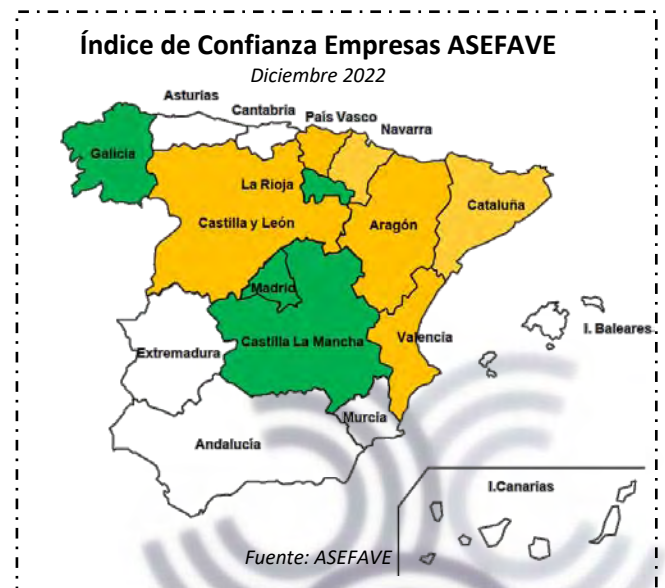 Índice de Confianza Empresas ASEFAVE
Diciembre 2022
Asturias
Cantabria
País Vasco
Navarra
Galicia
La Rioja
Cataluña
Castilla y León
Aragón
Madrid
I. Baleares
Castilla La Mancha
Valencia
Extremadura
Murcia
Andalucía
I.Canarias
Fuente: ASEFAVE